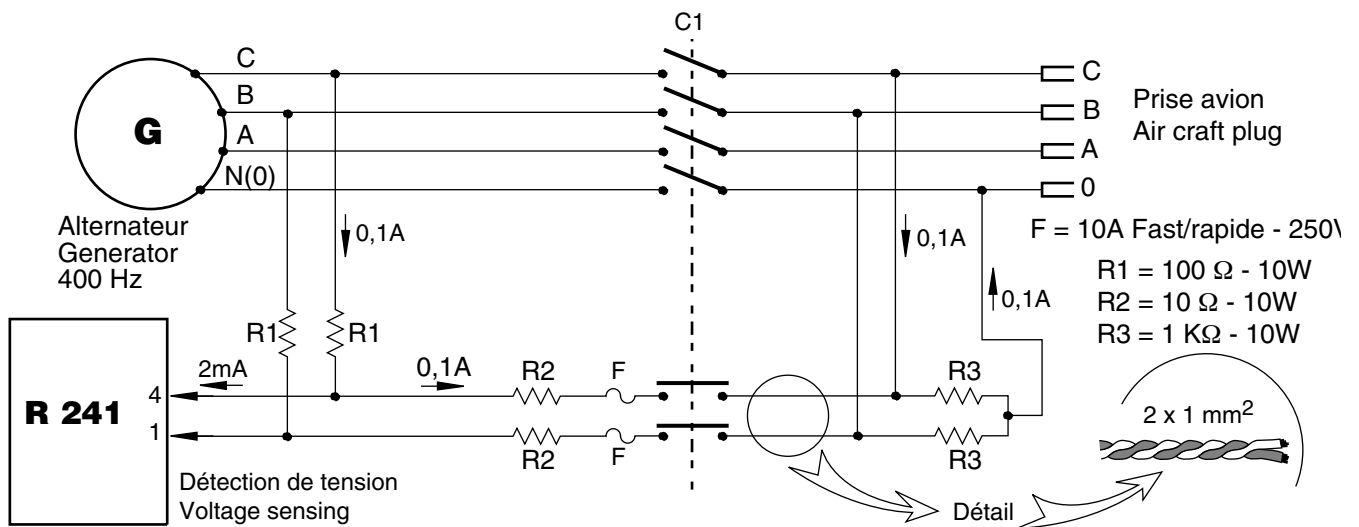 C1
C
C
B
B
Prise avion
Air craft plug
G
A
A
N(0)
0
Alternateur
Generator
400 Hz
0,1A
0,1A
F = 10A Fast/rapide - 250\
R1 = 100 Ω - 10W
R2 = 10 Ω - 10W
R3 = 1 KΩ - 10W
0,1A
R1
R1
2mA
0,1A
R2
F
R3
4
R 241
1
2 x 1 mm²
R2
F
R3
Détection de tension
Voltage sensing
Détail